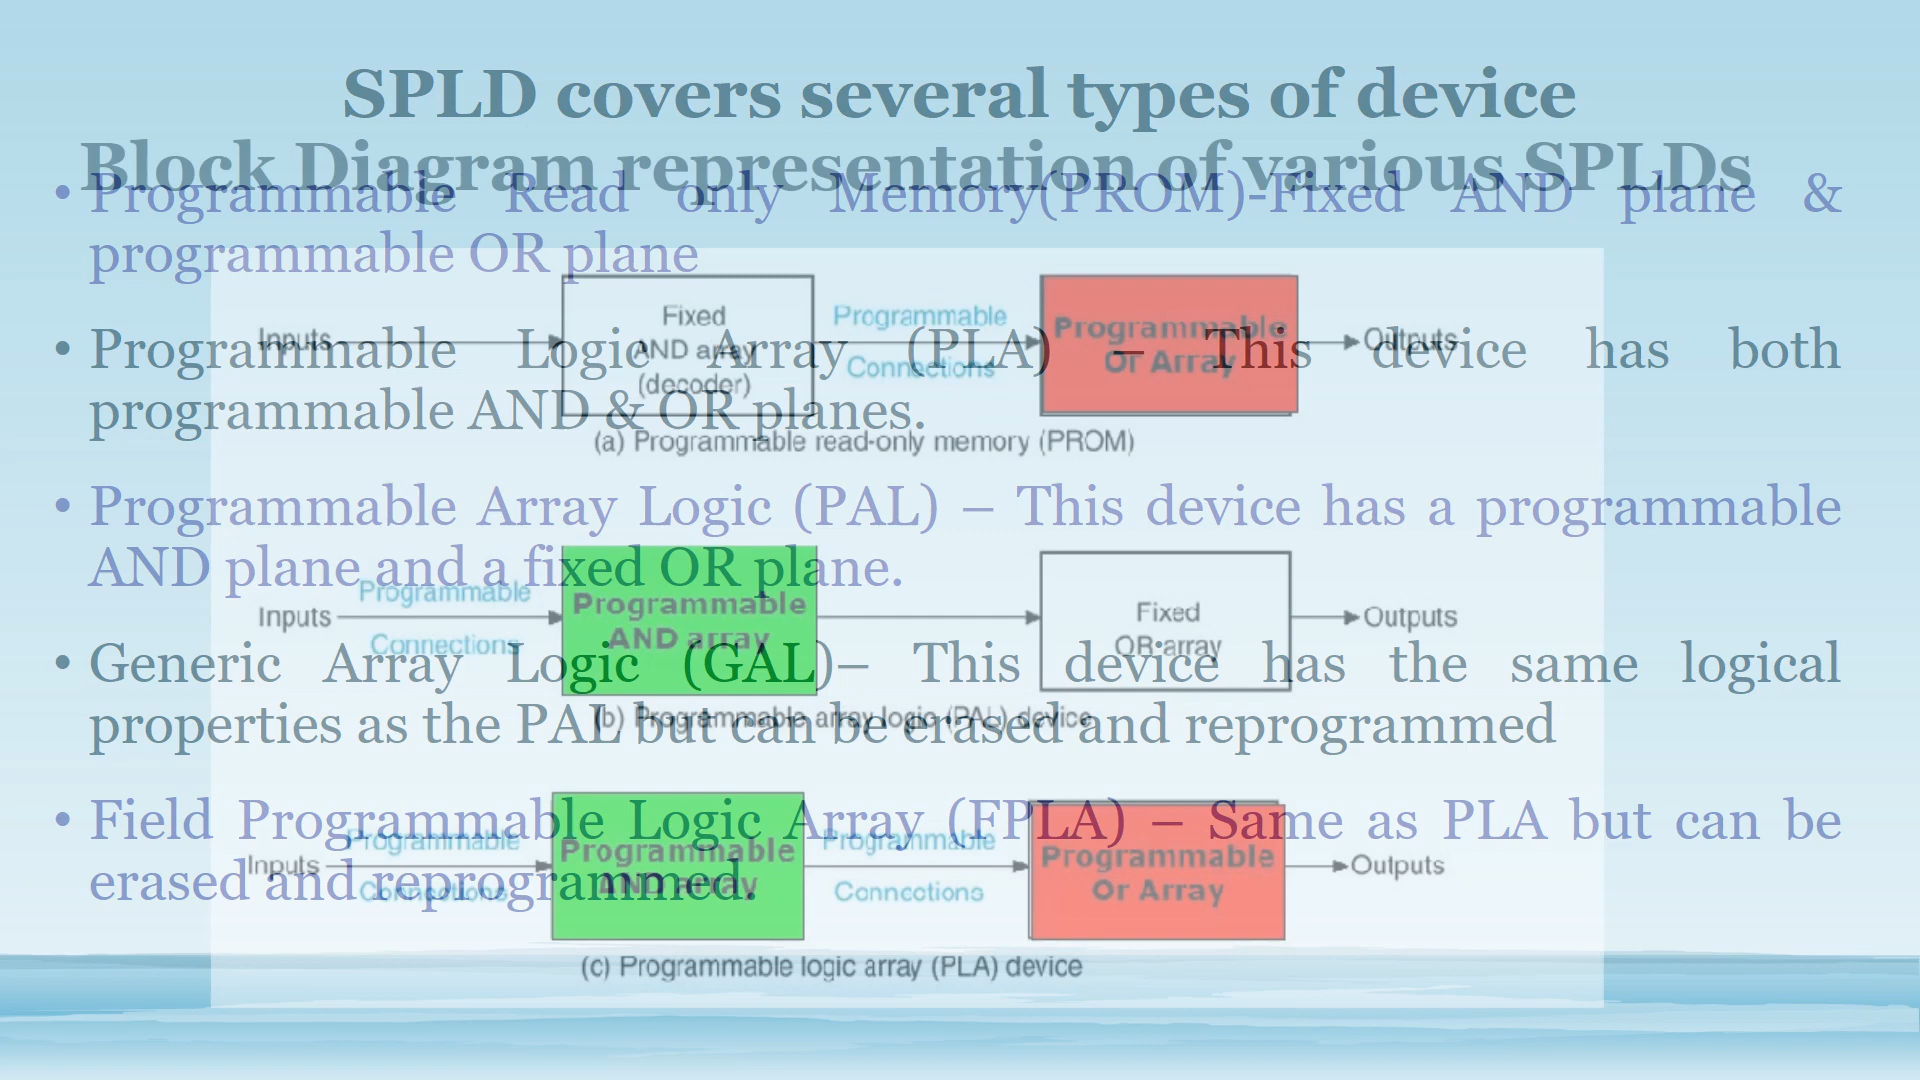 SPLD covers several types of device
• Programmable Read only Memory(PROM)-Fixed AND plane &
programmable OR plane
• Programmable Logic Array (PLA) – This device has both
programmable AND & OR planes.
• Programmable Array Logic (PAL) – This device has a programmable
AND plane and a fixed OR plane.
• Generic Array Logic (GAL)– This device has the same logical
properties as the PAL but can be erased and reprogrammed
• Field Programmable Logic Array (FPLA) – Same as PLA but can be
erased and reprogrammed.
Block Diagram representation of various SPLDs
Inputs
Fixed
AND array
(decoder)
Programmable
Connections
Programmable
Or Array
Outputs
(a) Programmable read-only memory (PROM)
Inputs
Programmable
Connections
Programmable
AND array
Fixed
OR array
Outputs
(b) Programmable array logic (PAL) device
Inputs
Programmable
Connections
Programmable
AND array
Programmable
Connections
Programmable
Or Array
Outputs
(c) Programmable logic array (PLA) device